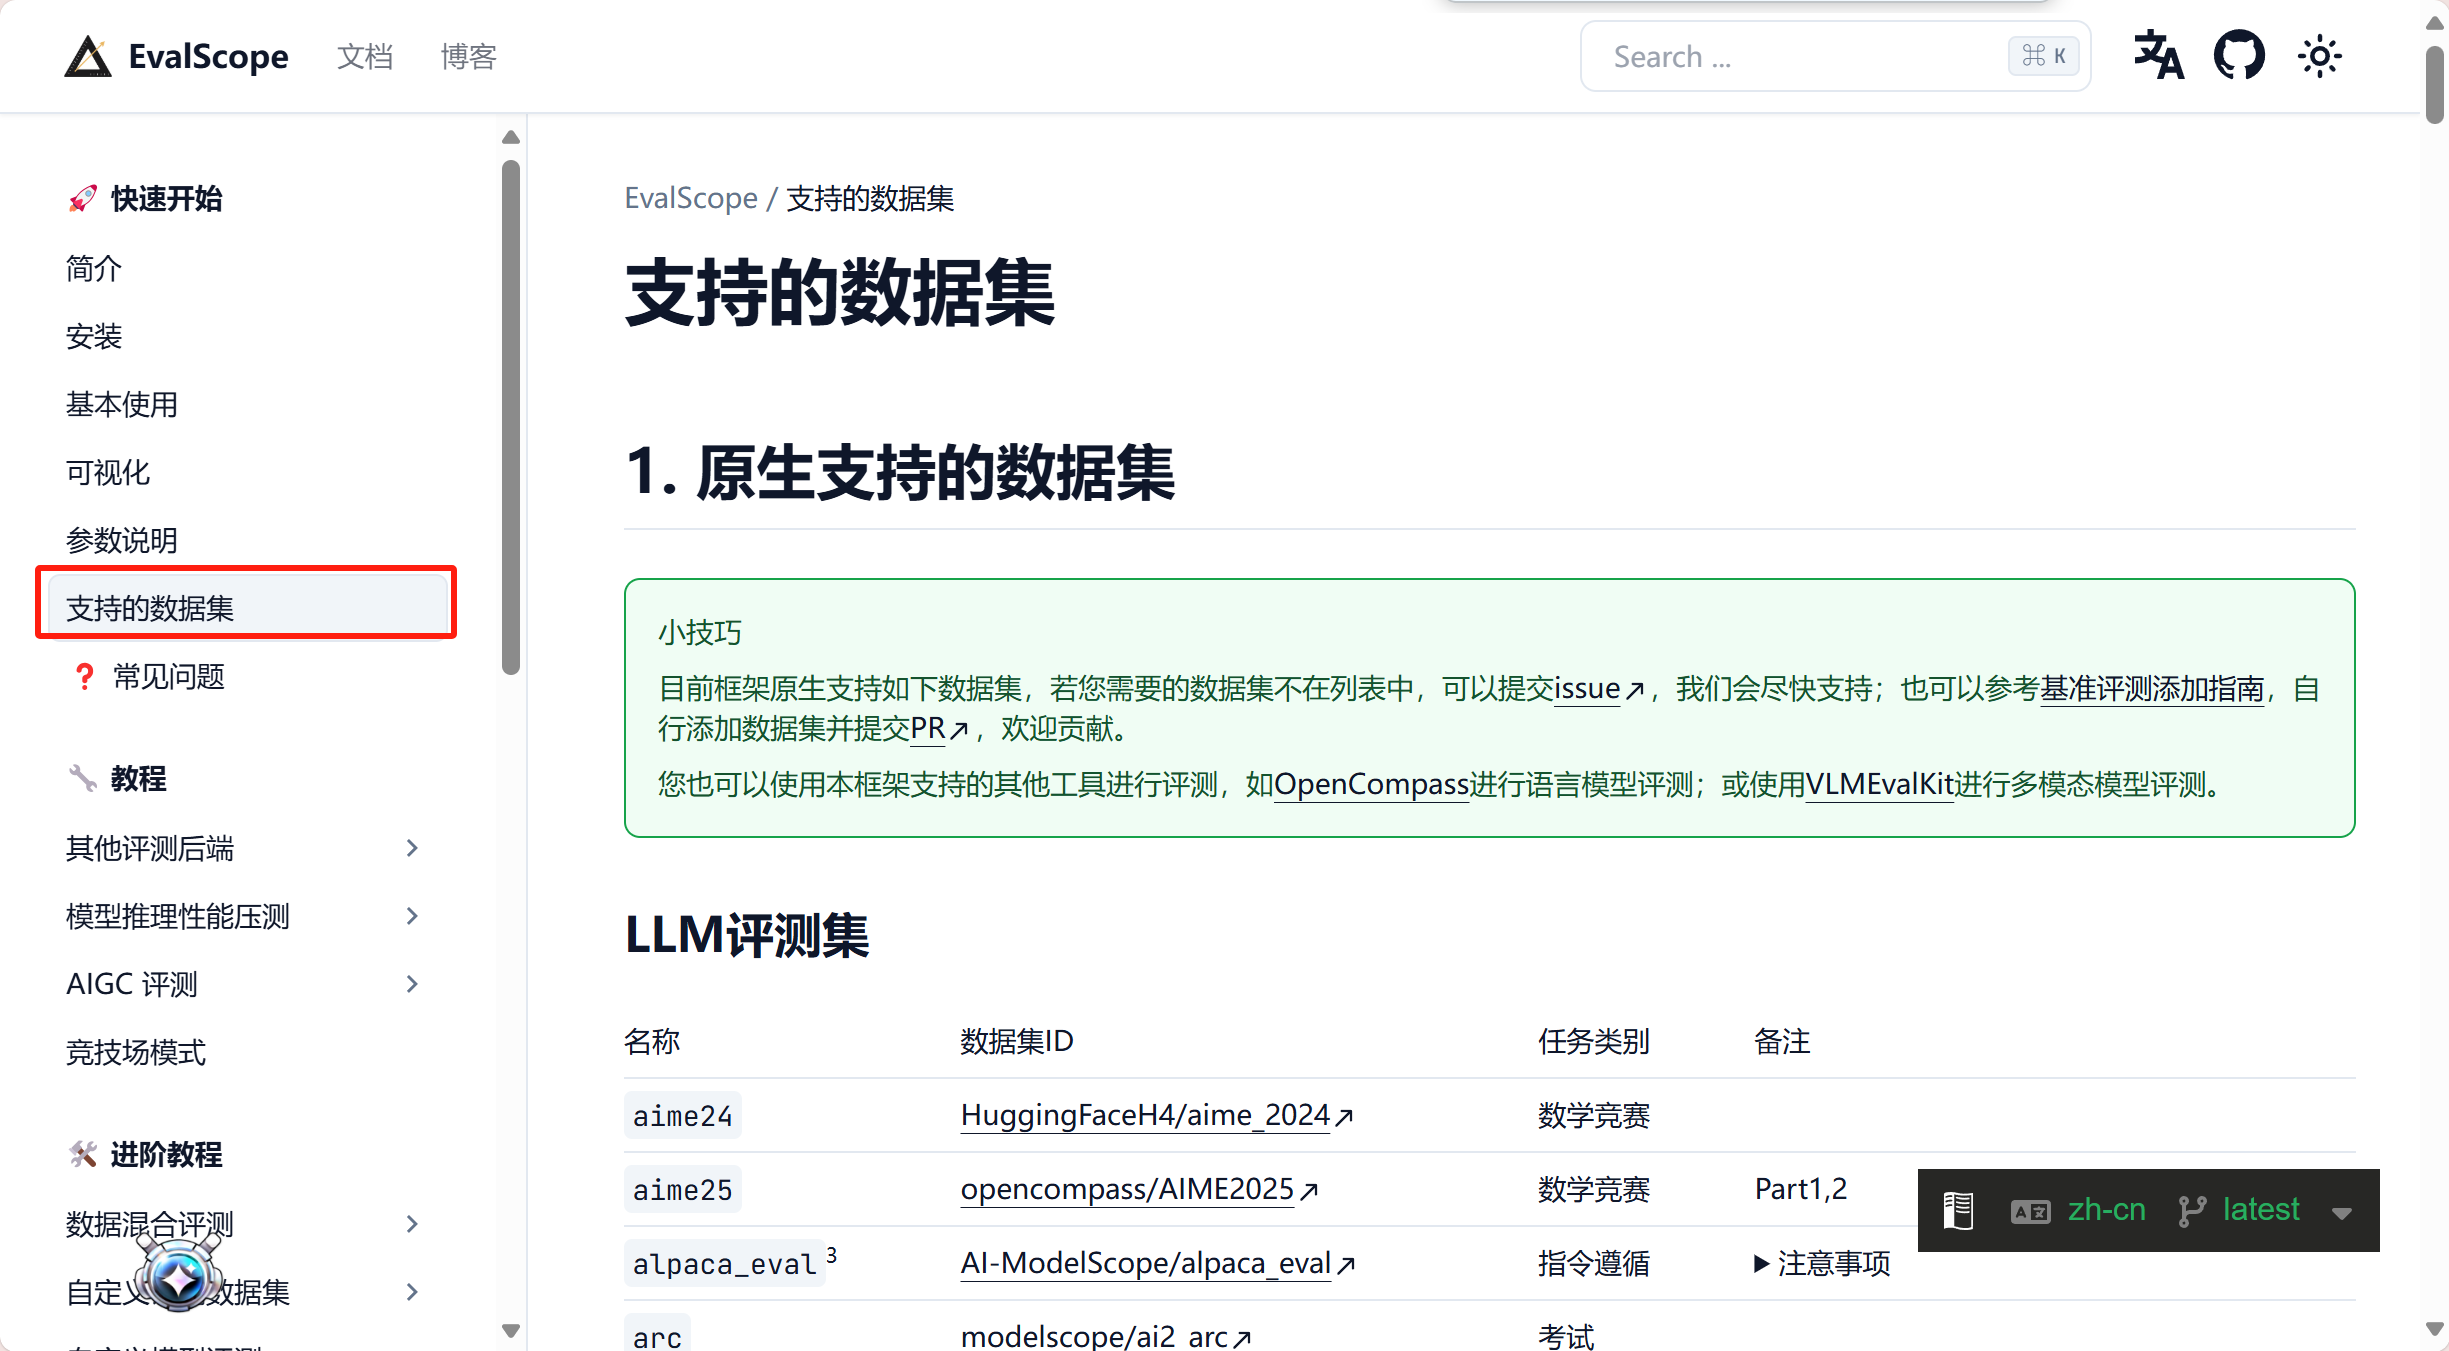 EvalScope 文档 博客 Search ... ⌘ K
🚀 快速开始
简介
安装
基本使用
可视化
参数说明
支持的数据集
❓ 常见问题
🔧 教程
其他评测后端
模型推理性能压测
AIGC 评测
竞技场模式
🛠 进阶教程
数据混合评测
自定义 数据集
EvalScope / 支持的数据集
支持的数据集
1. 原生支持的数据集
小技巧
目前框架原生支持如下数据集，若您需要的数据集不在列表中，可以提交issue↗，我们会尽快支持；也可以参考基准评测添加指南，自
行添加数据集并提交PR↗，欢迎贡献。
您也可以使用本框架支持的其他工具进行评测，如OpenCompass进行语言模型评测；或使用VLMEvalKit进行多模态模型评测。
LLM评测集
名称 数据集ID 任务类别 备注
aime24 HuggingFaceH4/aime_2024↗ 数学竞赛
aime25 opencompass/AIME2025↗ 数学竞赛 Part1,2
alpaca_eval³ AI-ModelScope/alpaca_eval↗ 指令遵循 ▶注意事项
arc modelscope/ai2_arc↗ 考试
zh-cn latest